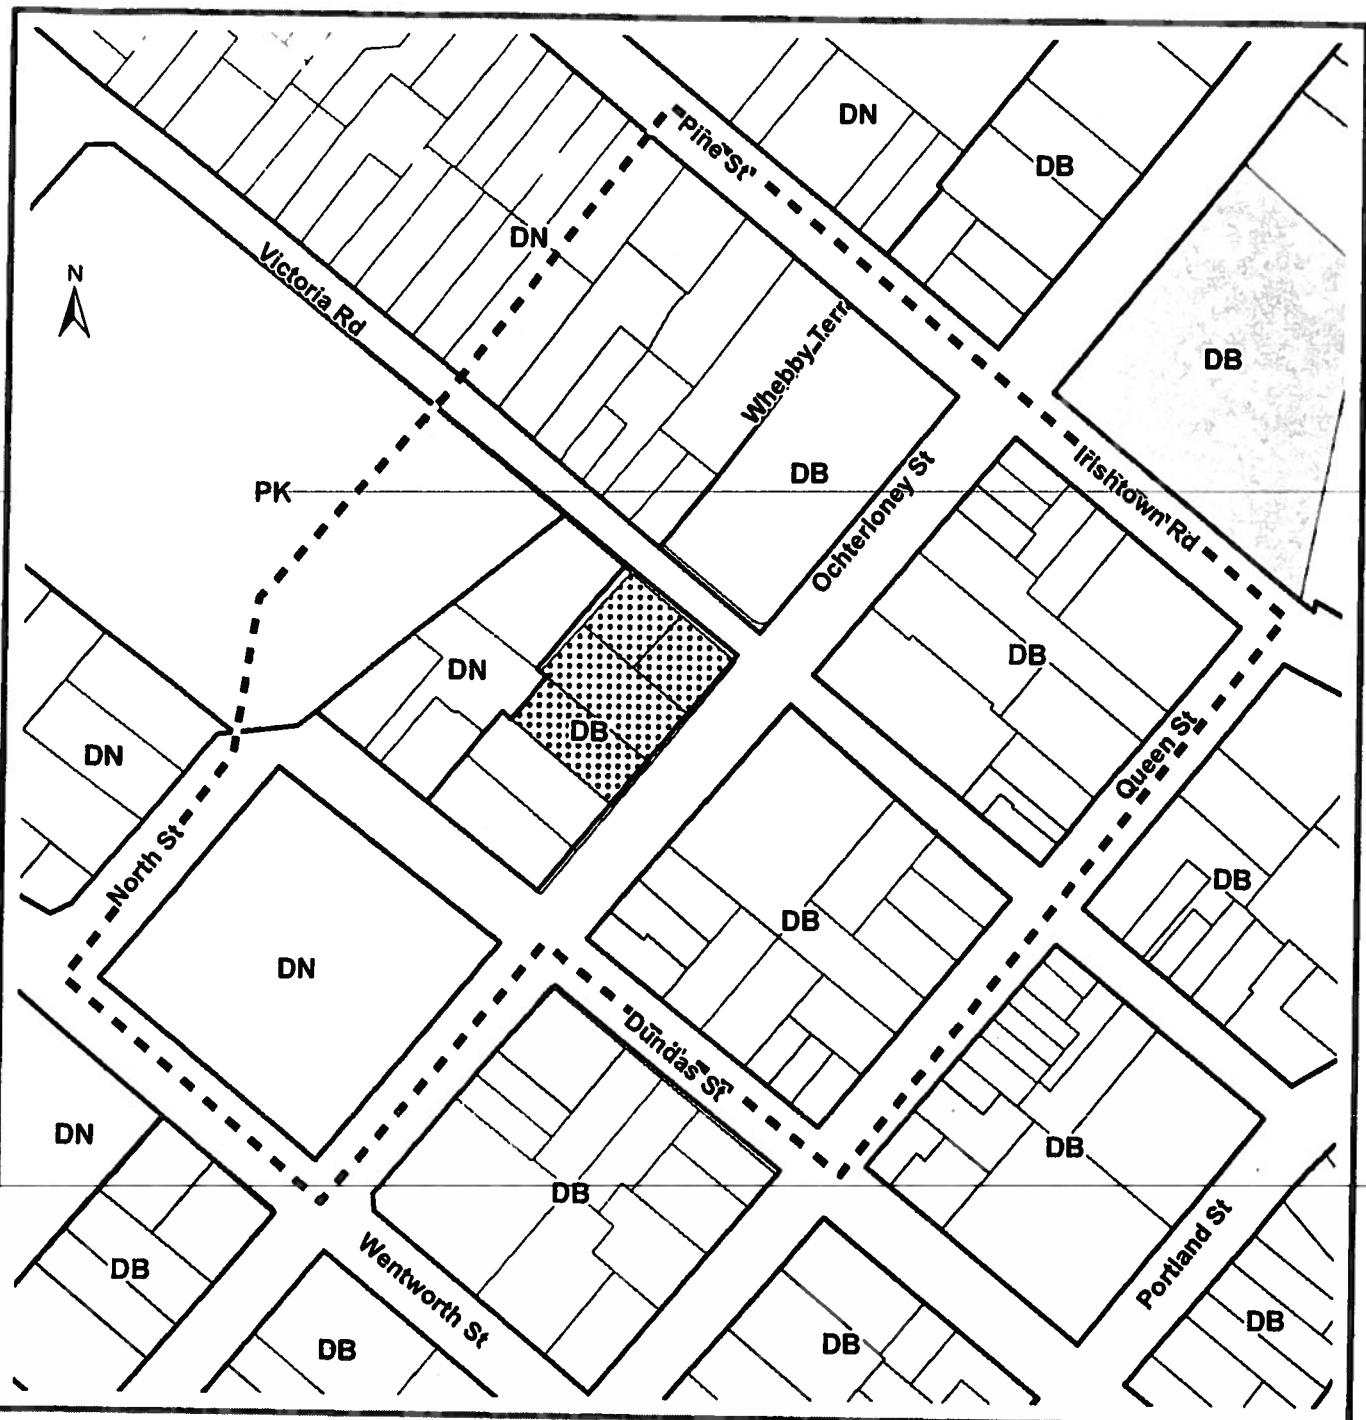 DN
Pine St
DB
DN
Victoria Rd
N
DB
Whebby Terr
DB
Ochterloney St
PK
Irishtown Rd
DN
DB
DB
DN
Queen St
North St
DB
DB
DN
Dundas St
DN
DB
DB
DB
Wentworth St
Portland St
DB
DB
DB